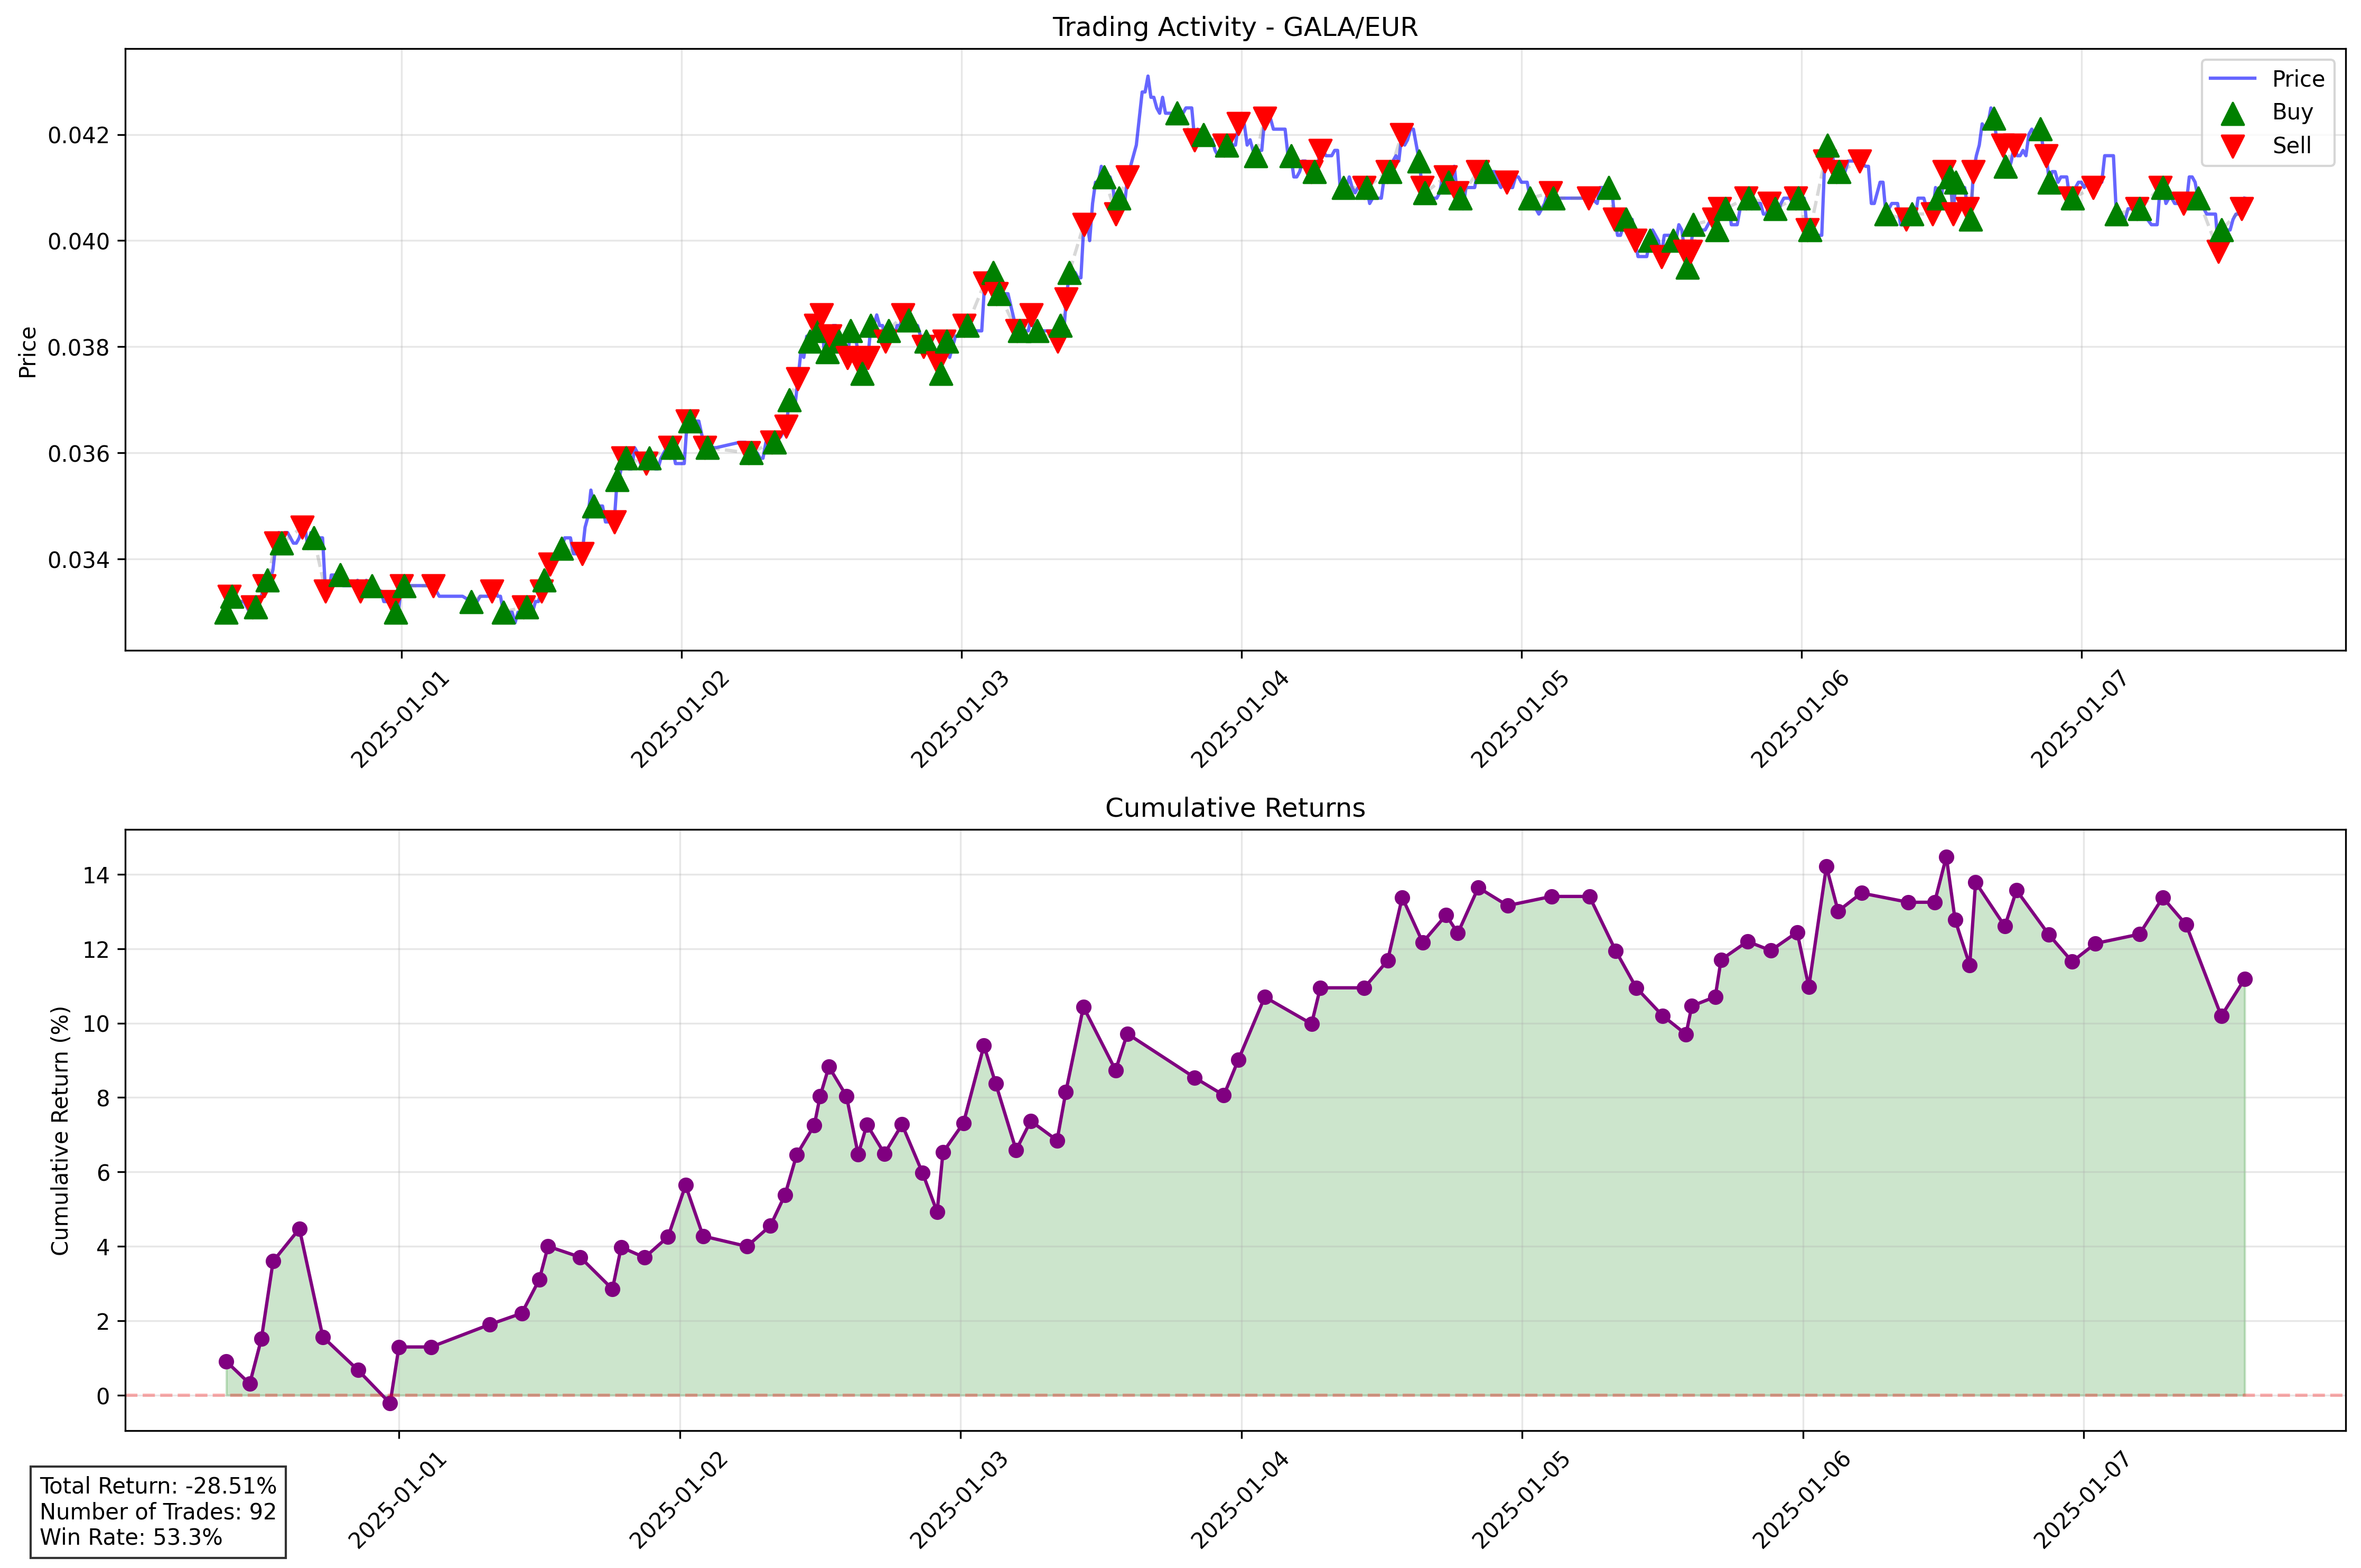 Trading Activity - GALA/EUR
Price
Buy
Sell
0.042
0.040
0.038
0.036
0.034
Price
2025-01-01
2025-01-02
2025-01-03
2025-01-04
2025-01-05
2025-01-06
2025-01-07
Cumulative Returns
14
12
10
8
6
4
2
0
Cumulative Return (%)
2025-01-01
2025-01-02
2025-01-03
2025-01-04
2025-01-05
2025-01-06
2025-01-07
Total Return: -28.51%
Number of Trades: 92
Win Rate: 53.3%